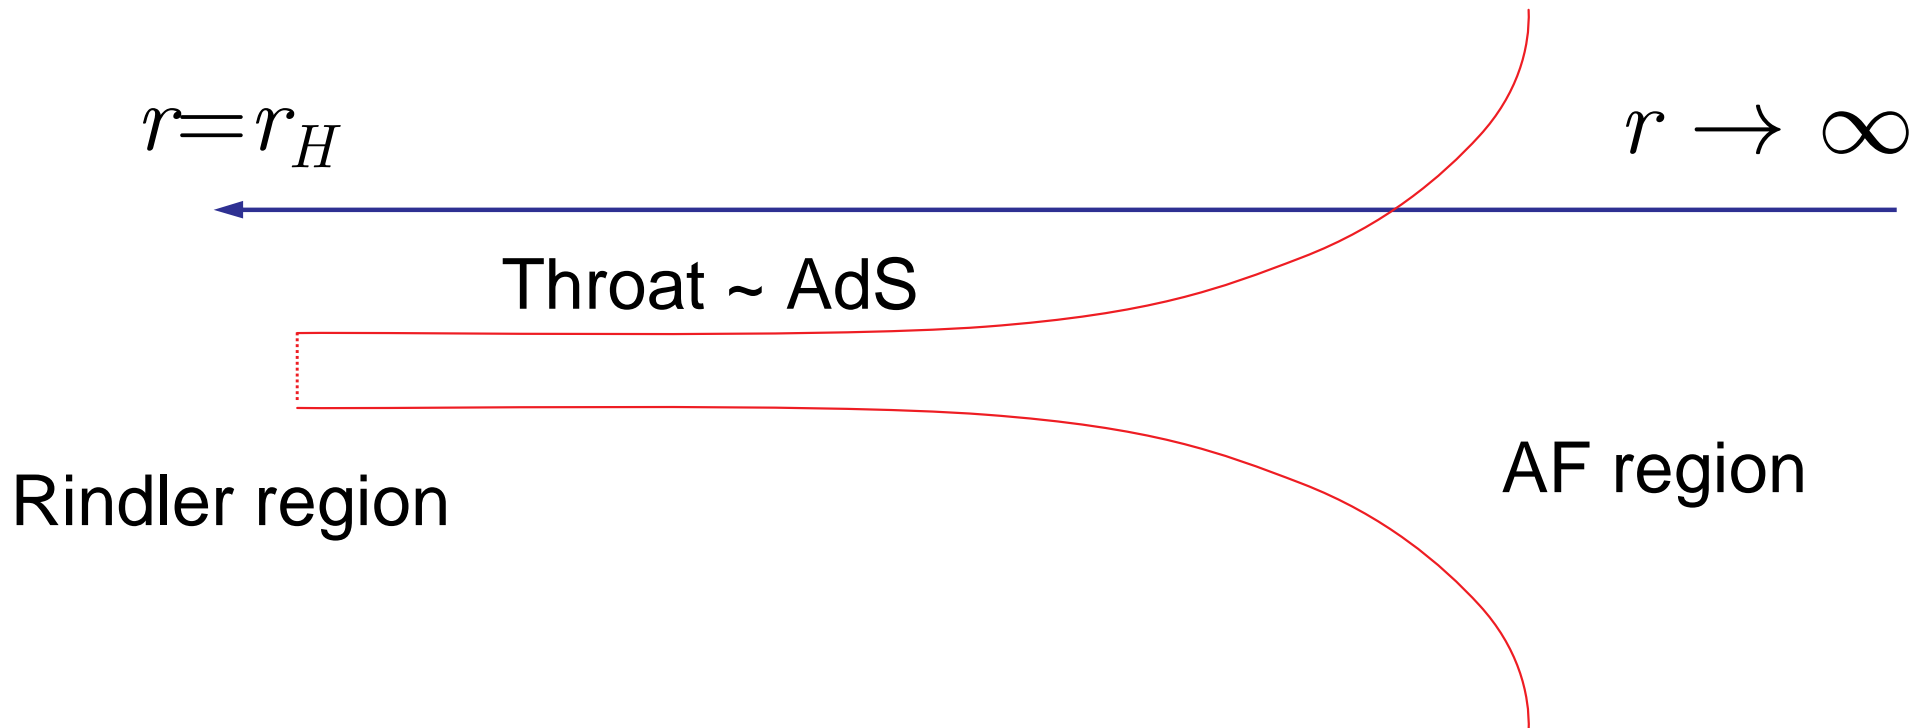 r=r_H
r → ∞
Throat ~ AdS
AF region
Rindler region